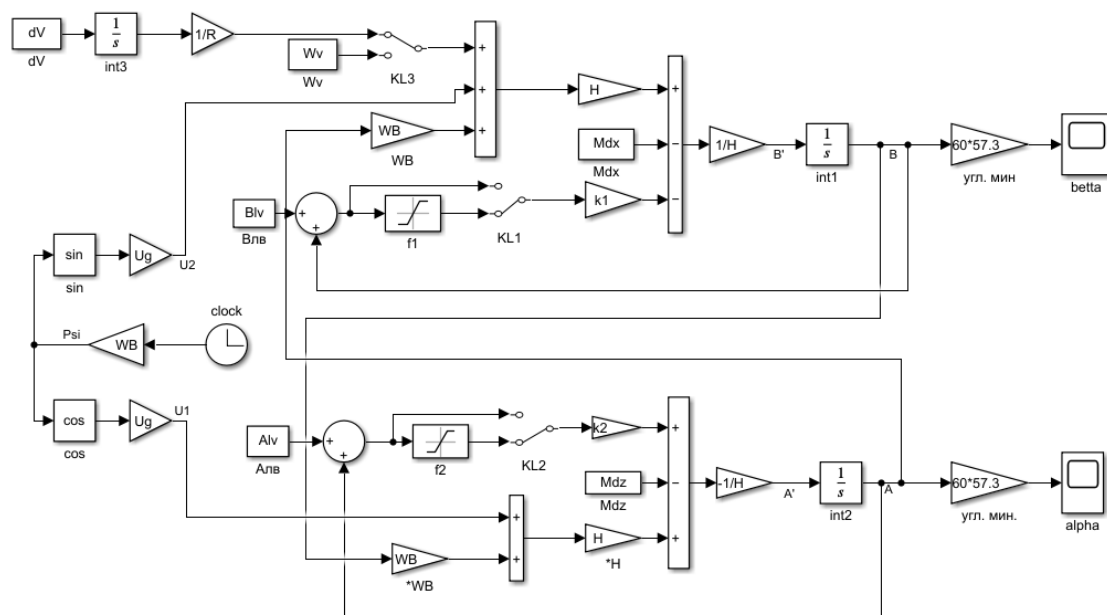 dV
dV
1
s
int3
1/R
Wv
Wv
KL3
+
+
+
WB
WB
H
Mdx
Mdx
+
−
−
1/H
B'
1
s
int1
B
60*57.3
угл. мин
betta
Blv
Bлв
+
+
f1
KL1
k1
sin
sin
Ug
U2
clock
Psi
WB
cos
cos
Ug
U1
Alv
Aлв
+
+
f2
KL2
k2
Mdz
Mdz
+
−
+
-1/H
A'
1
s
int2
A
60*57.3
угл. мин.
alpha
+
+
WB
*WB
H
*H